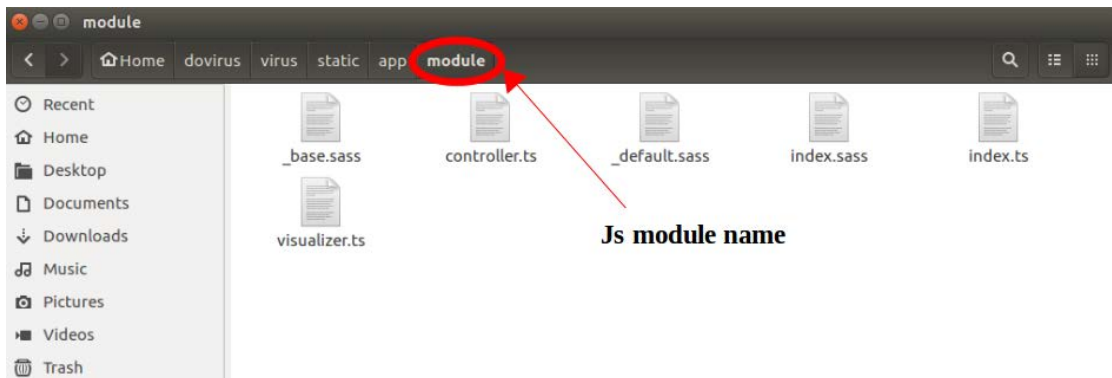 module
Home dovirus virus static app module
Recent
Home
Desktop
Documents
Downloads
Music
Pictures
Videos
Trash
_base.sass controller.ts _default.sass index.sass index.ts
visualizer.ts
Js module name